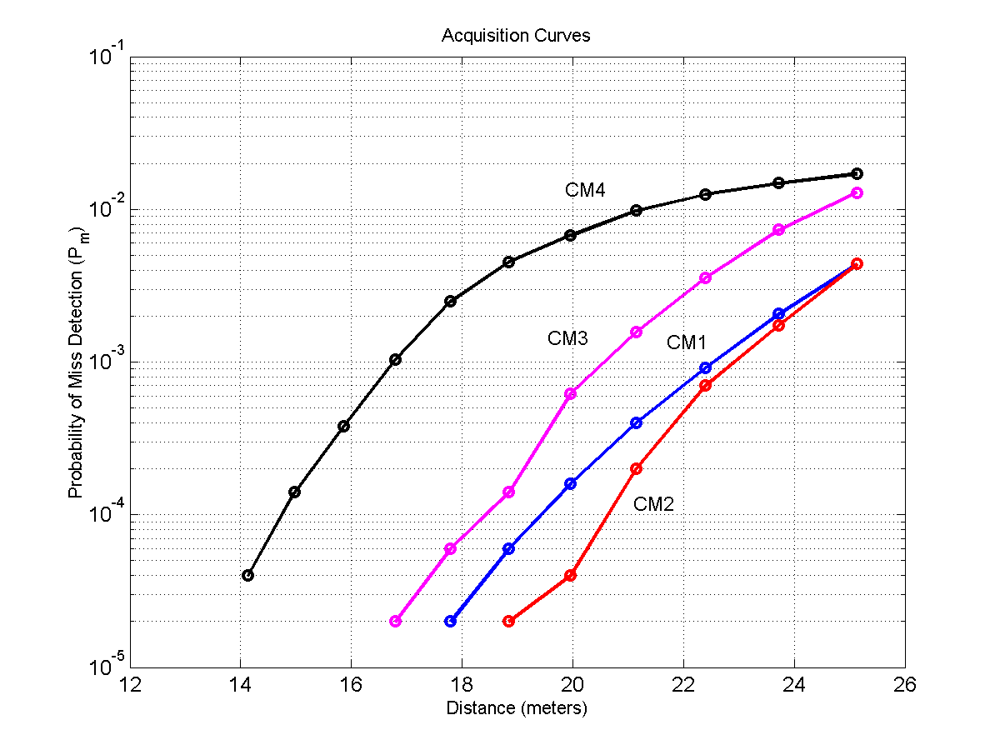 Acquisition Curves
10-1
10-2
10-3
10-4
10-5
Probability of Miss Detection (Pm)
CM4
CM3
CM1
CM2
12 14 16 18 20 22 24 26
Distance (meters)